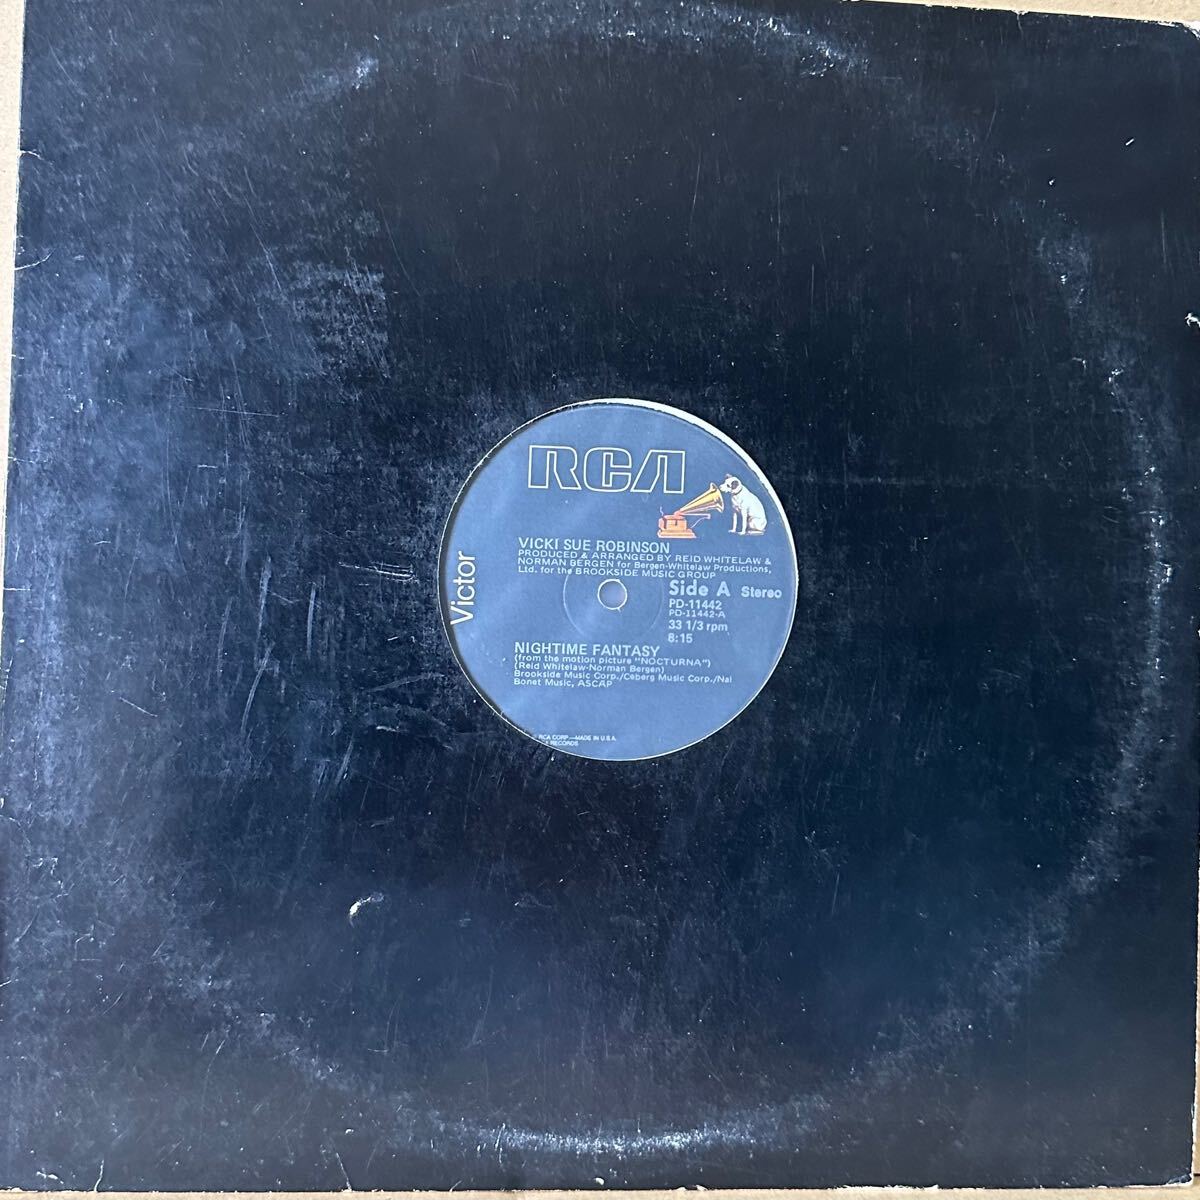 RCA
Victor
VICKI SUE ROBINSON
PRODUCED & ARRANGED BY REID WHITELAW &
NORMAN BERGEN for Bergen-Whitelaw Productions,
Ltd. for the BROOKSIDE MUSIC GROUP
Side A Stereo
PD-11442
PD-11442-A
33 1/3 rpm
8:15
NIGHTIME FANTASY
(from the motion picture "NOCTURNA")
(Reid Whitelaw-Norman Bergen)
Brookside Music Corp./Ceberg Music Corp./Nai
Bonet Music, ASCAP
RCA CORP.—MADE IN U.S.A.
RECORDS